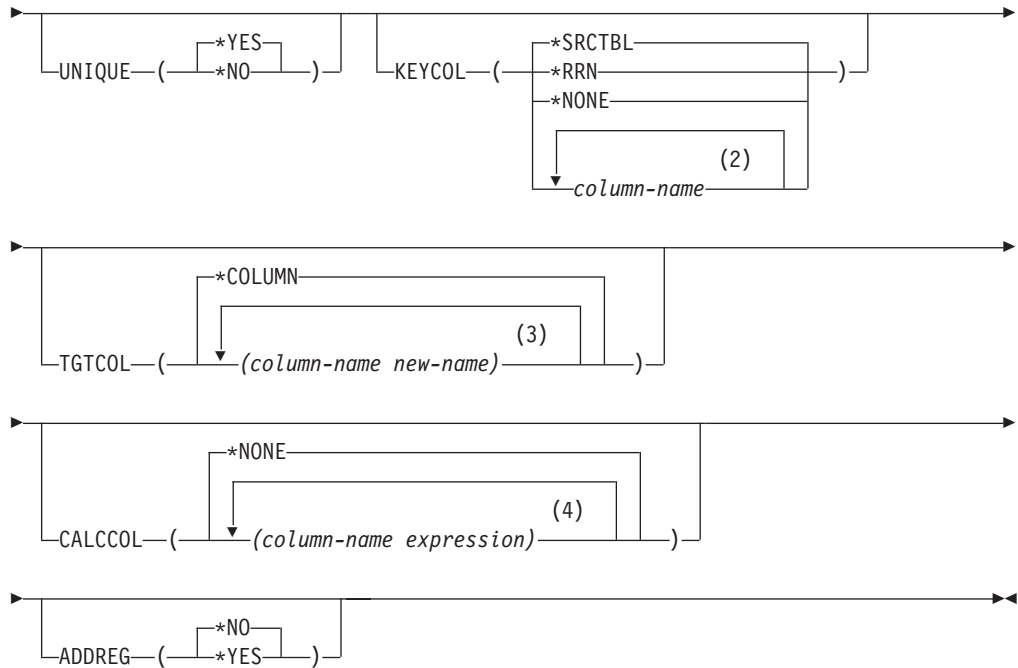 *YES
UNIQUE ( *NO )
*SRCTBL
KEYCOL ( *RRN )
*NONE
(2)
column-name
*COLUMN
(3)
TGTCOL ( (column-name new-name) )
*NONE
(4)
CALCCOL ( (column-name expression) )
*NO
ADDREG ( *YES )